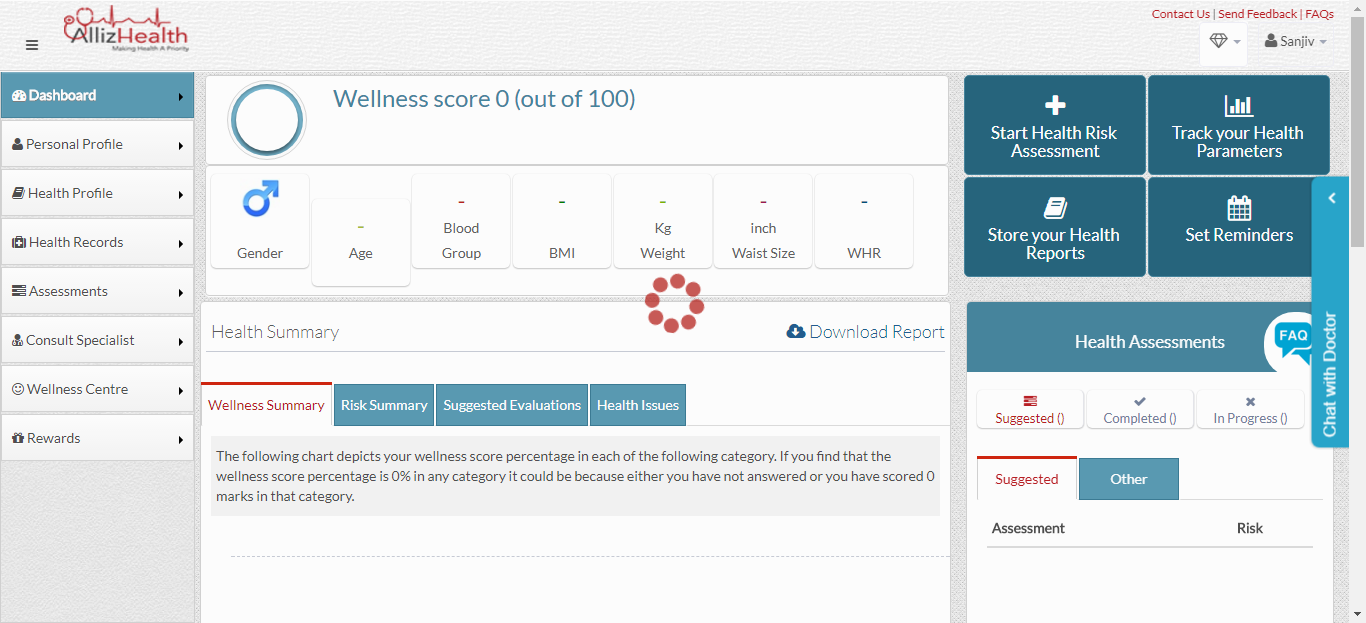 Contact Us | Send Feedback | FAQs
AllizHealth
Making Health A Priority
Sanjiv
Dashboard
Personal Profile
Health Profile
Health Records
Assessments
Consult Specialist
Wellness Centre
Rewards
Wellness score 0 (out of 100)
Gender
-
Age
-
Blood
Group
-
BMI
-
Kg
Weight
-
inch
Waist Size
-
WHR
Start Health Risk
Assessment
Track your Health
Parameters
Store your Health
Reports
Set Reminders
Chat with Doctor
Health Summary
Download Report
Wellness Summary
Risk Summary
Suggested Evaluations
Health Issues
The following chart depicts your wellness score percentage in each of the following category. If you find that the
wellness score percentage is 0% in any category it could be because either you have not answered or you have scored 0
marks in that category.
Health Assessments
FAQ
Suggested ()
Completed ()
In Progress ()
Suggested
Other
Assessment
Risk